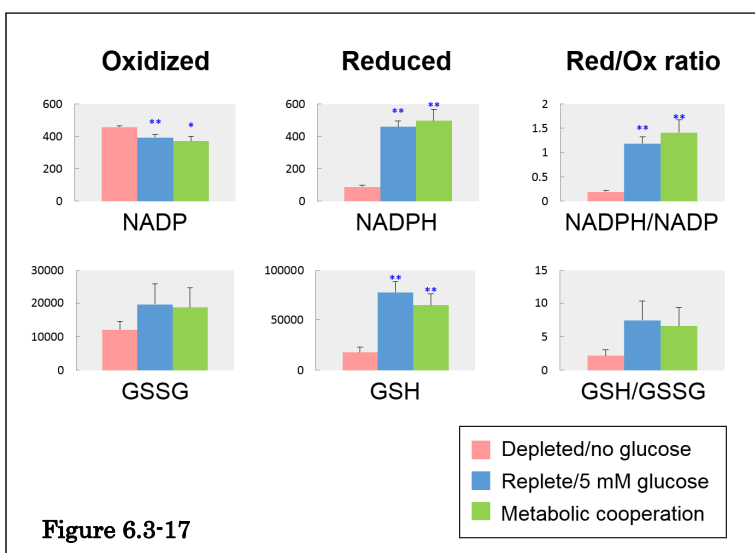 Oxidized Reduced Red/Ox ratio
600 400 200 0 ** * NADP
600 400 200 0 ** ** NADPH
2 1.5 1 0.5 0 ** ** NADPH/NADP
30000 20000 10000 0 GSSG
100000 50000 0 ** ** GSH
15 10 5 0 GSH/GSSG
Depleted/no glucose
Replete/5 mM glucose
Metabolic cooperation
Figure 6.3-17